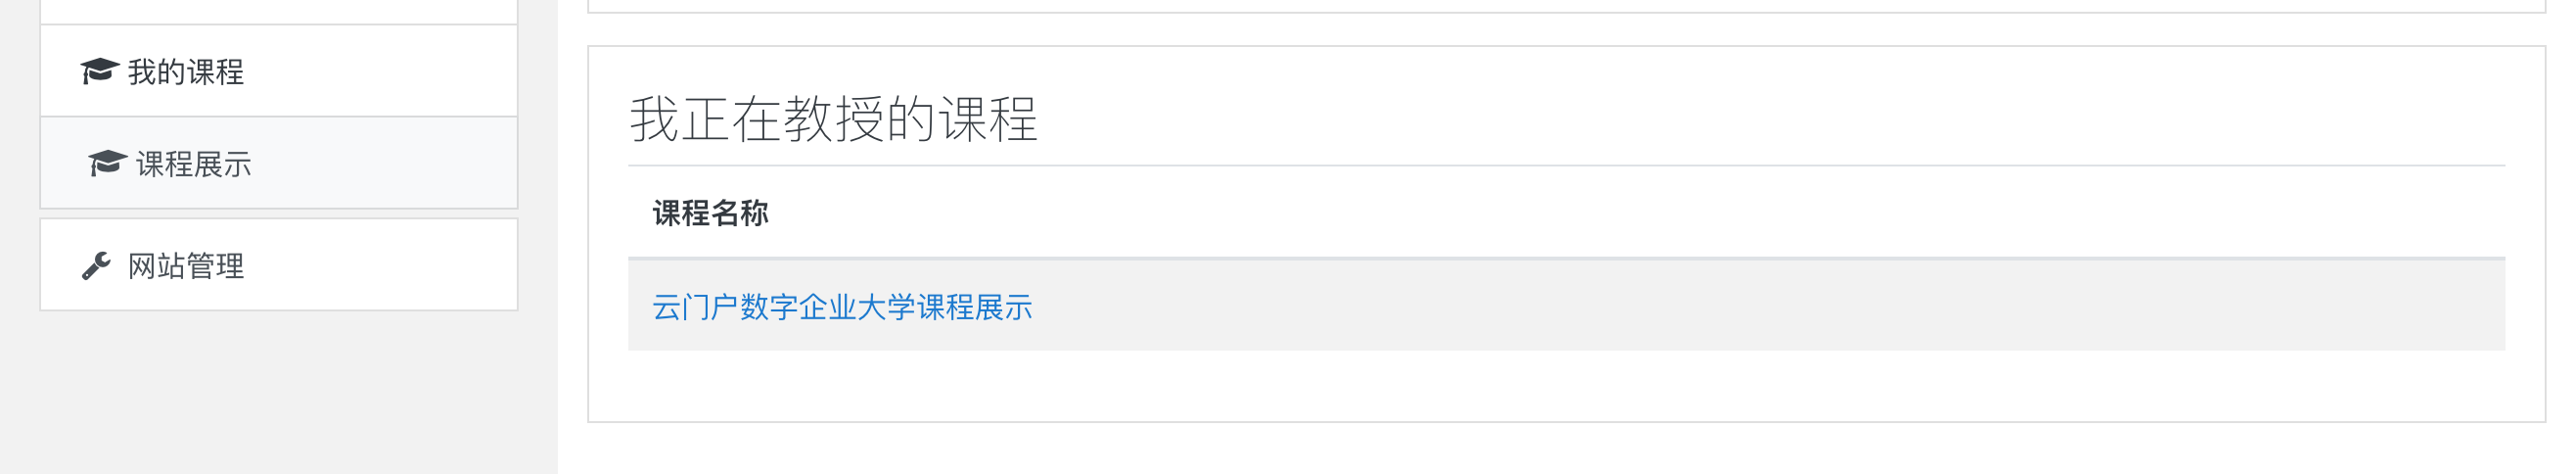 我的课程
课程展示
网站管理
我正在教授的课程
课程名称
云门户数字企业大学课程展示